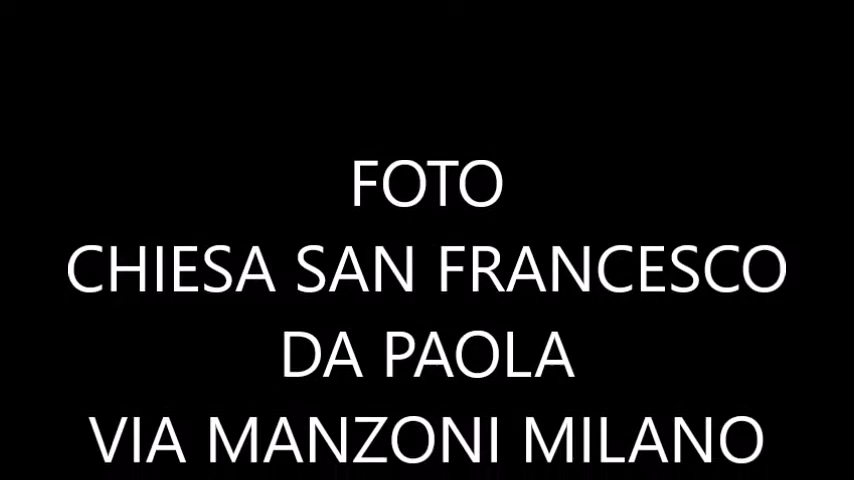 FOTO
CHIESA SAN FRANCESCO
DA PAOLA
VIA MANZONI MILANO